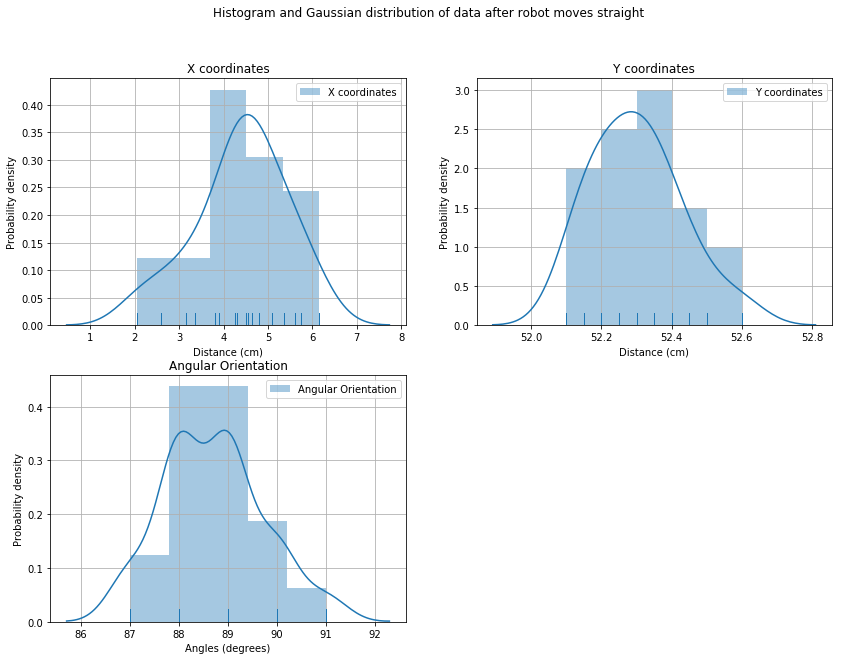 Histogram and Gaussian distribution of data after robot moves straight
X coordinates
X coordinates
Probability density
0.40
0.35
0.30
0.25
0.20
0.15
0.10
0.05
0.00
1 2 3 4 5 6 7 8
Distance (cm)
Y coordinates
Y coordinates
Probability density
3.0
2.5
2.0
1.5
1.0
0.5
0.0
52.0 52.2 52.4 52.6 52.8
Distance (cm)
Angular Orientation
Angular Orientation
Probability density
0.4
0.3
0.2
0.1
0.0
86 87 88 89 90 91 92
Angles (degrees)